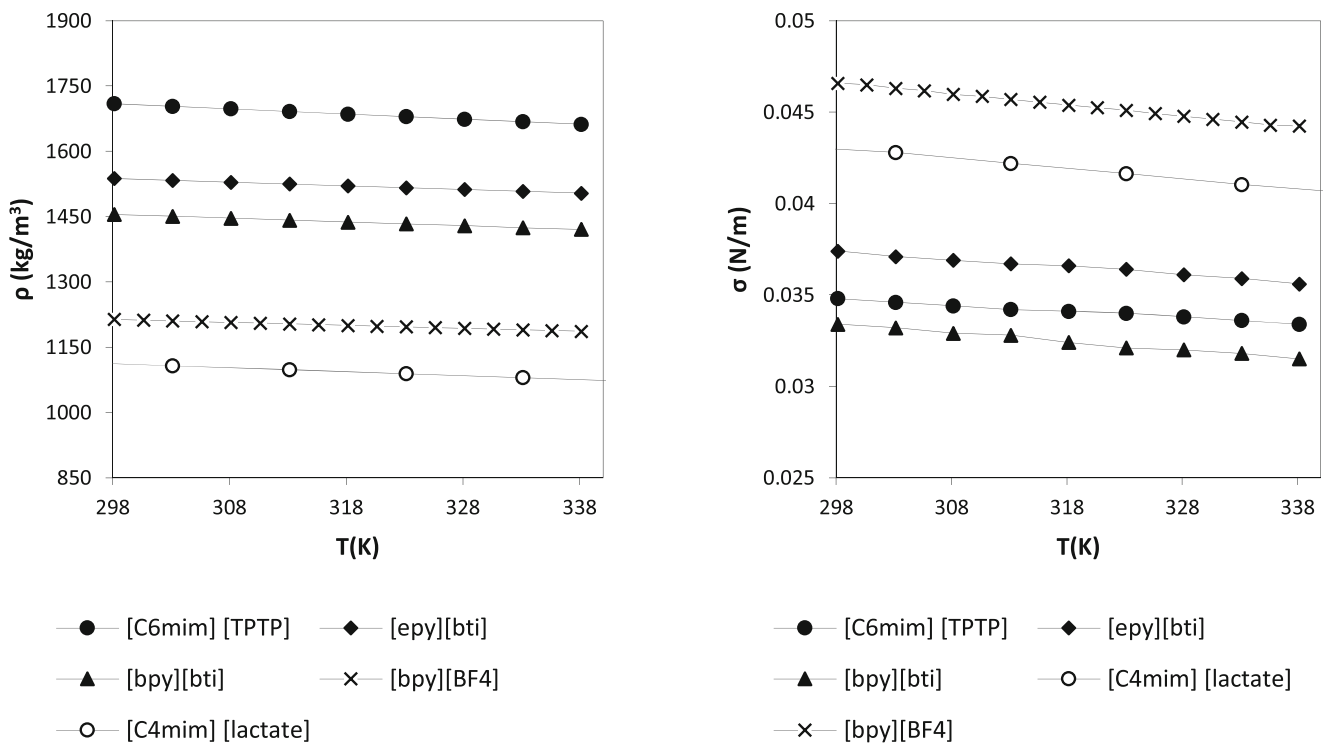 1900
1750
1600
1450
1300
1150
1000
850
ρ (kg/m³)
298 308 318 328 338
T(K)
[C6mim] [TPTP] [epy][bti]
[bpy][bti] [bpy][BF4]
[C4mim] [lactate]
0.05
0.045
0.04
0.035
0.03
0.025
σ (N/m)
298 308 318 328 338
T(K)
[C6mim] [TPTP] [epy][bti]
[bpy][bti] [C4mim] [lactate]
[bpy][BF4]